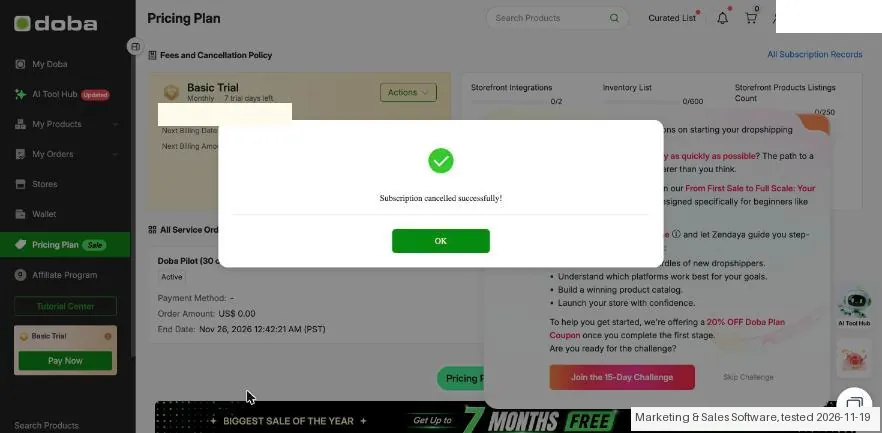 doba
Pricing Plan
Search Products
Curated List
0
My Doba
AI Tool Hub Updated
My Products
My Orders
Stores
Wallet
Pricing Plan Sale
Affiliate Program
Tutorial Center
Basic Trial
Pay Now
Search Products
Fees and Cancellation Policy
All Subscription Records
Basic Trial
Monthly 7 trial days left
Actions
Next Billing Date
Next Billing Amou
Storefront Integrations
0/2
Inventory List
0/600
Storefront Products Listings
Count
0/250
Subscription cancelled successfully!
OK
All Service Ord
Doba Pilot (30 d
Active
Payment Method: -
Order Amount: US$ 0.00
End Date: Nov 26, 2026 12:42:21 AM (PST)
ons on starting your dropshipping
y as quickly as possible? The path to a
er than you think.
n our From First Sale to Full Scale: Your
esigned specifically for beginners like
and let Zendaya guide you step-
rdles of new dropshippers.
• Understand which platforms work best for your goals.
• Build a winning product catalog.
• Launch your store with confidence.
To help you get started, we're offering a 20% OFF Doba Plan
Coupon once you complete the first stage.
Are you ready for the challenge?
Join the 15-Day Challenge
Skip Challenge
AI Tool Hub
Pricing P
BIGGEST SALE OF THE YEAR
Get Up to 7 MONTHS FREE
Marketing & Sales Software, tested 2026-11-19